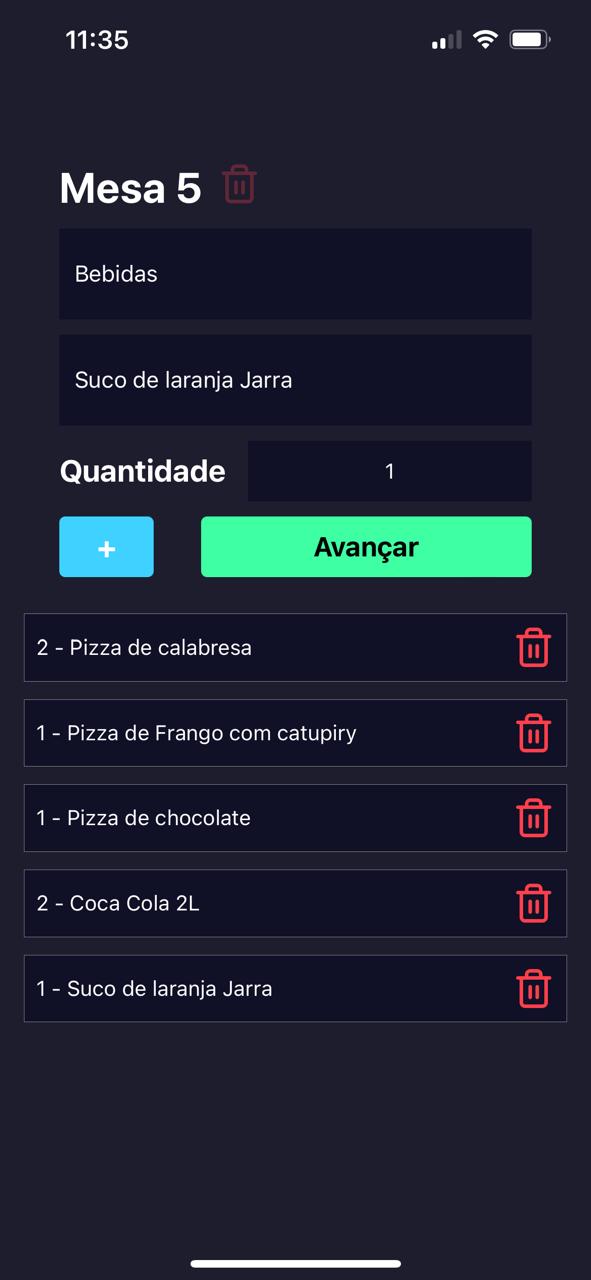 11:35
Mesa 5
Bebidas
Suco de laranja Jarra
Quantidade 1
+ Avançar
2 - Pizza de calabresa
1 - Pizza de Frango com catupiry
1 - Pizza de chocolate
2 - Coca Cola 2L
1 - Suco de laranja Jarra